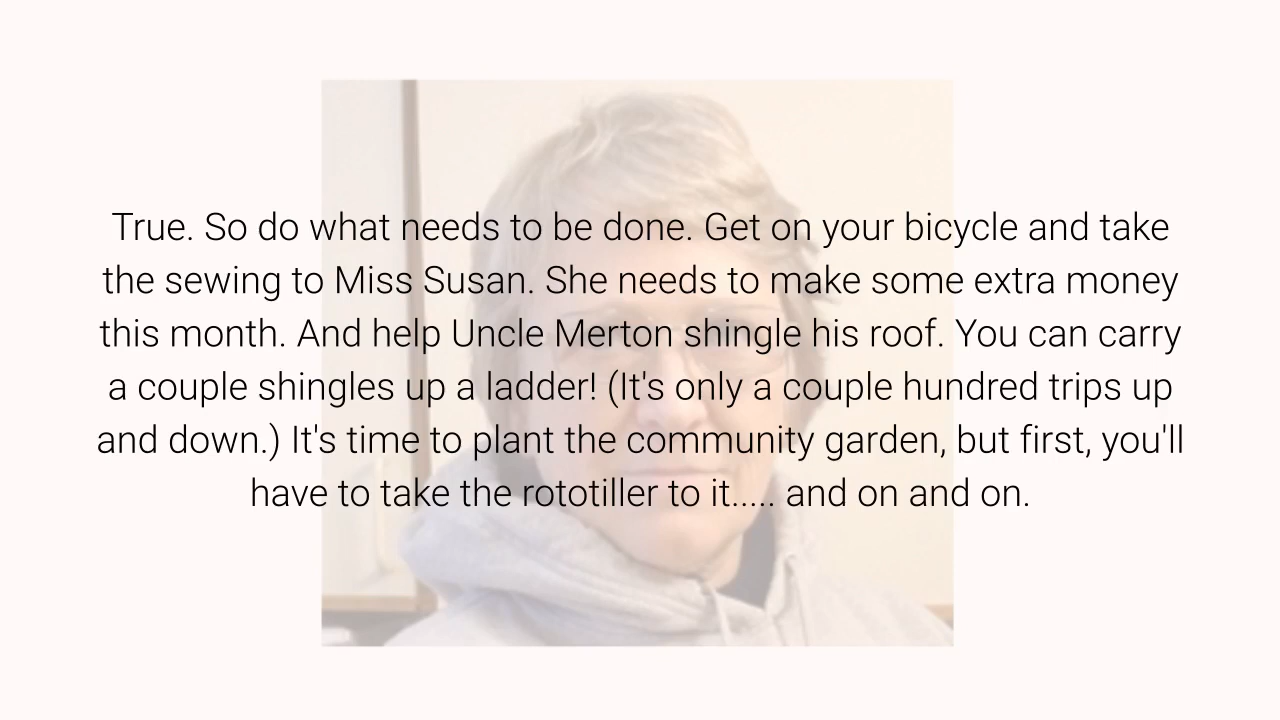 True. So do what needs to be done. Get on your bicycle and take
the sewing to Miss Susan. She needs to make some extra money
this month. And help Uncle Merton shingle his roof. You can carry
a couple shingles up a ladder! (It's only a couple hundred trips up
and down.) It's time to plant the community garden, but first, you'll
have to take the rototiller to it..... and on and on.